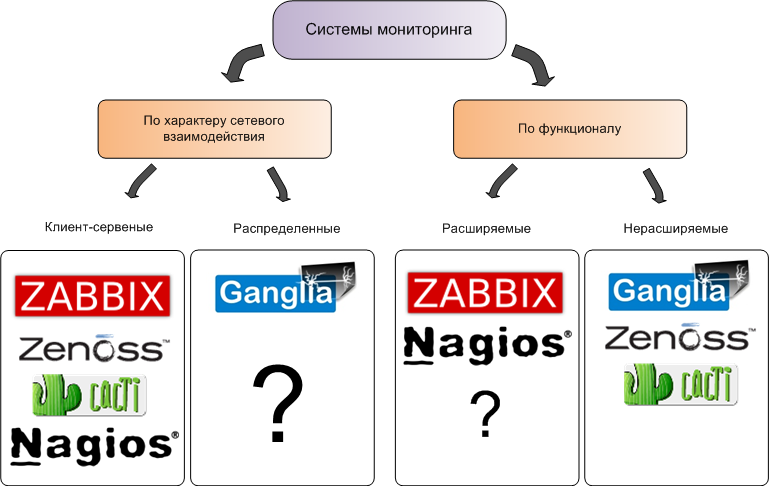 Системы мониторинга
По характеру сетевого
взаимодействия
По функционалу
Клиент-сервеные
Распределенные
Расширяемые
Нерасширяемые
ZABBIX
Zenoss™
cacti
Nagios®
Ganglia
?
ZABBIX
Nagios®
?
Ganglia
Zenoss™
cacti